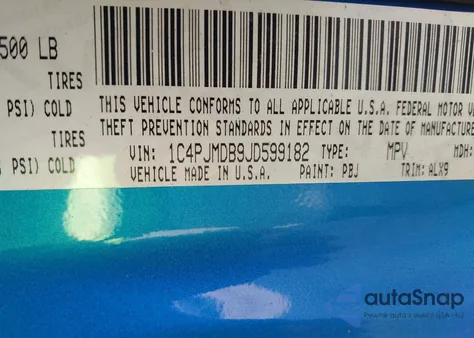 500 LB
TIRES
PSI) COLD
THIS VEHICLE CONFORMS TO ALL APPLICABLE U.S.A. FEDERAL MOTOR
THEFT PREVENTION STANDARDS IN EFFECT ON THE DATE OF MANUFACTURE
TIRES
VIN: 1C4PJMDB9JD599182 TYPE: MPV MDH:
PSI) COLD
VEHICLE MADE IN U.S.A. PAINT: PBJ TRIM: ALX9
autaSnap